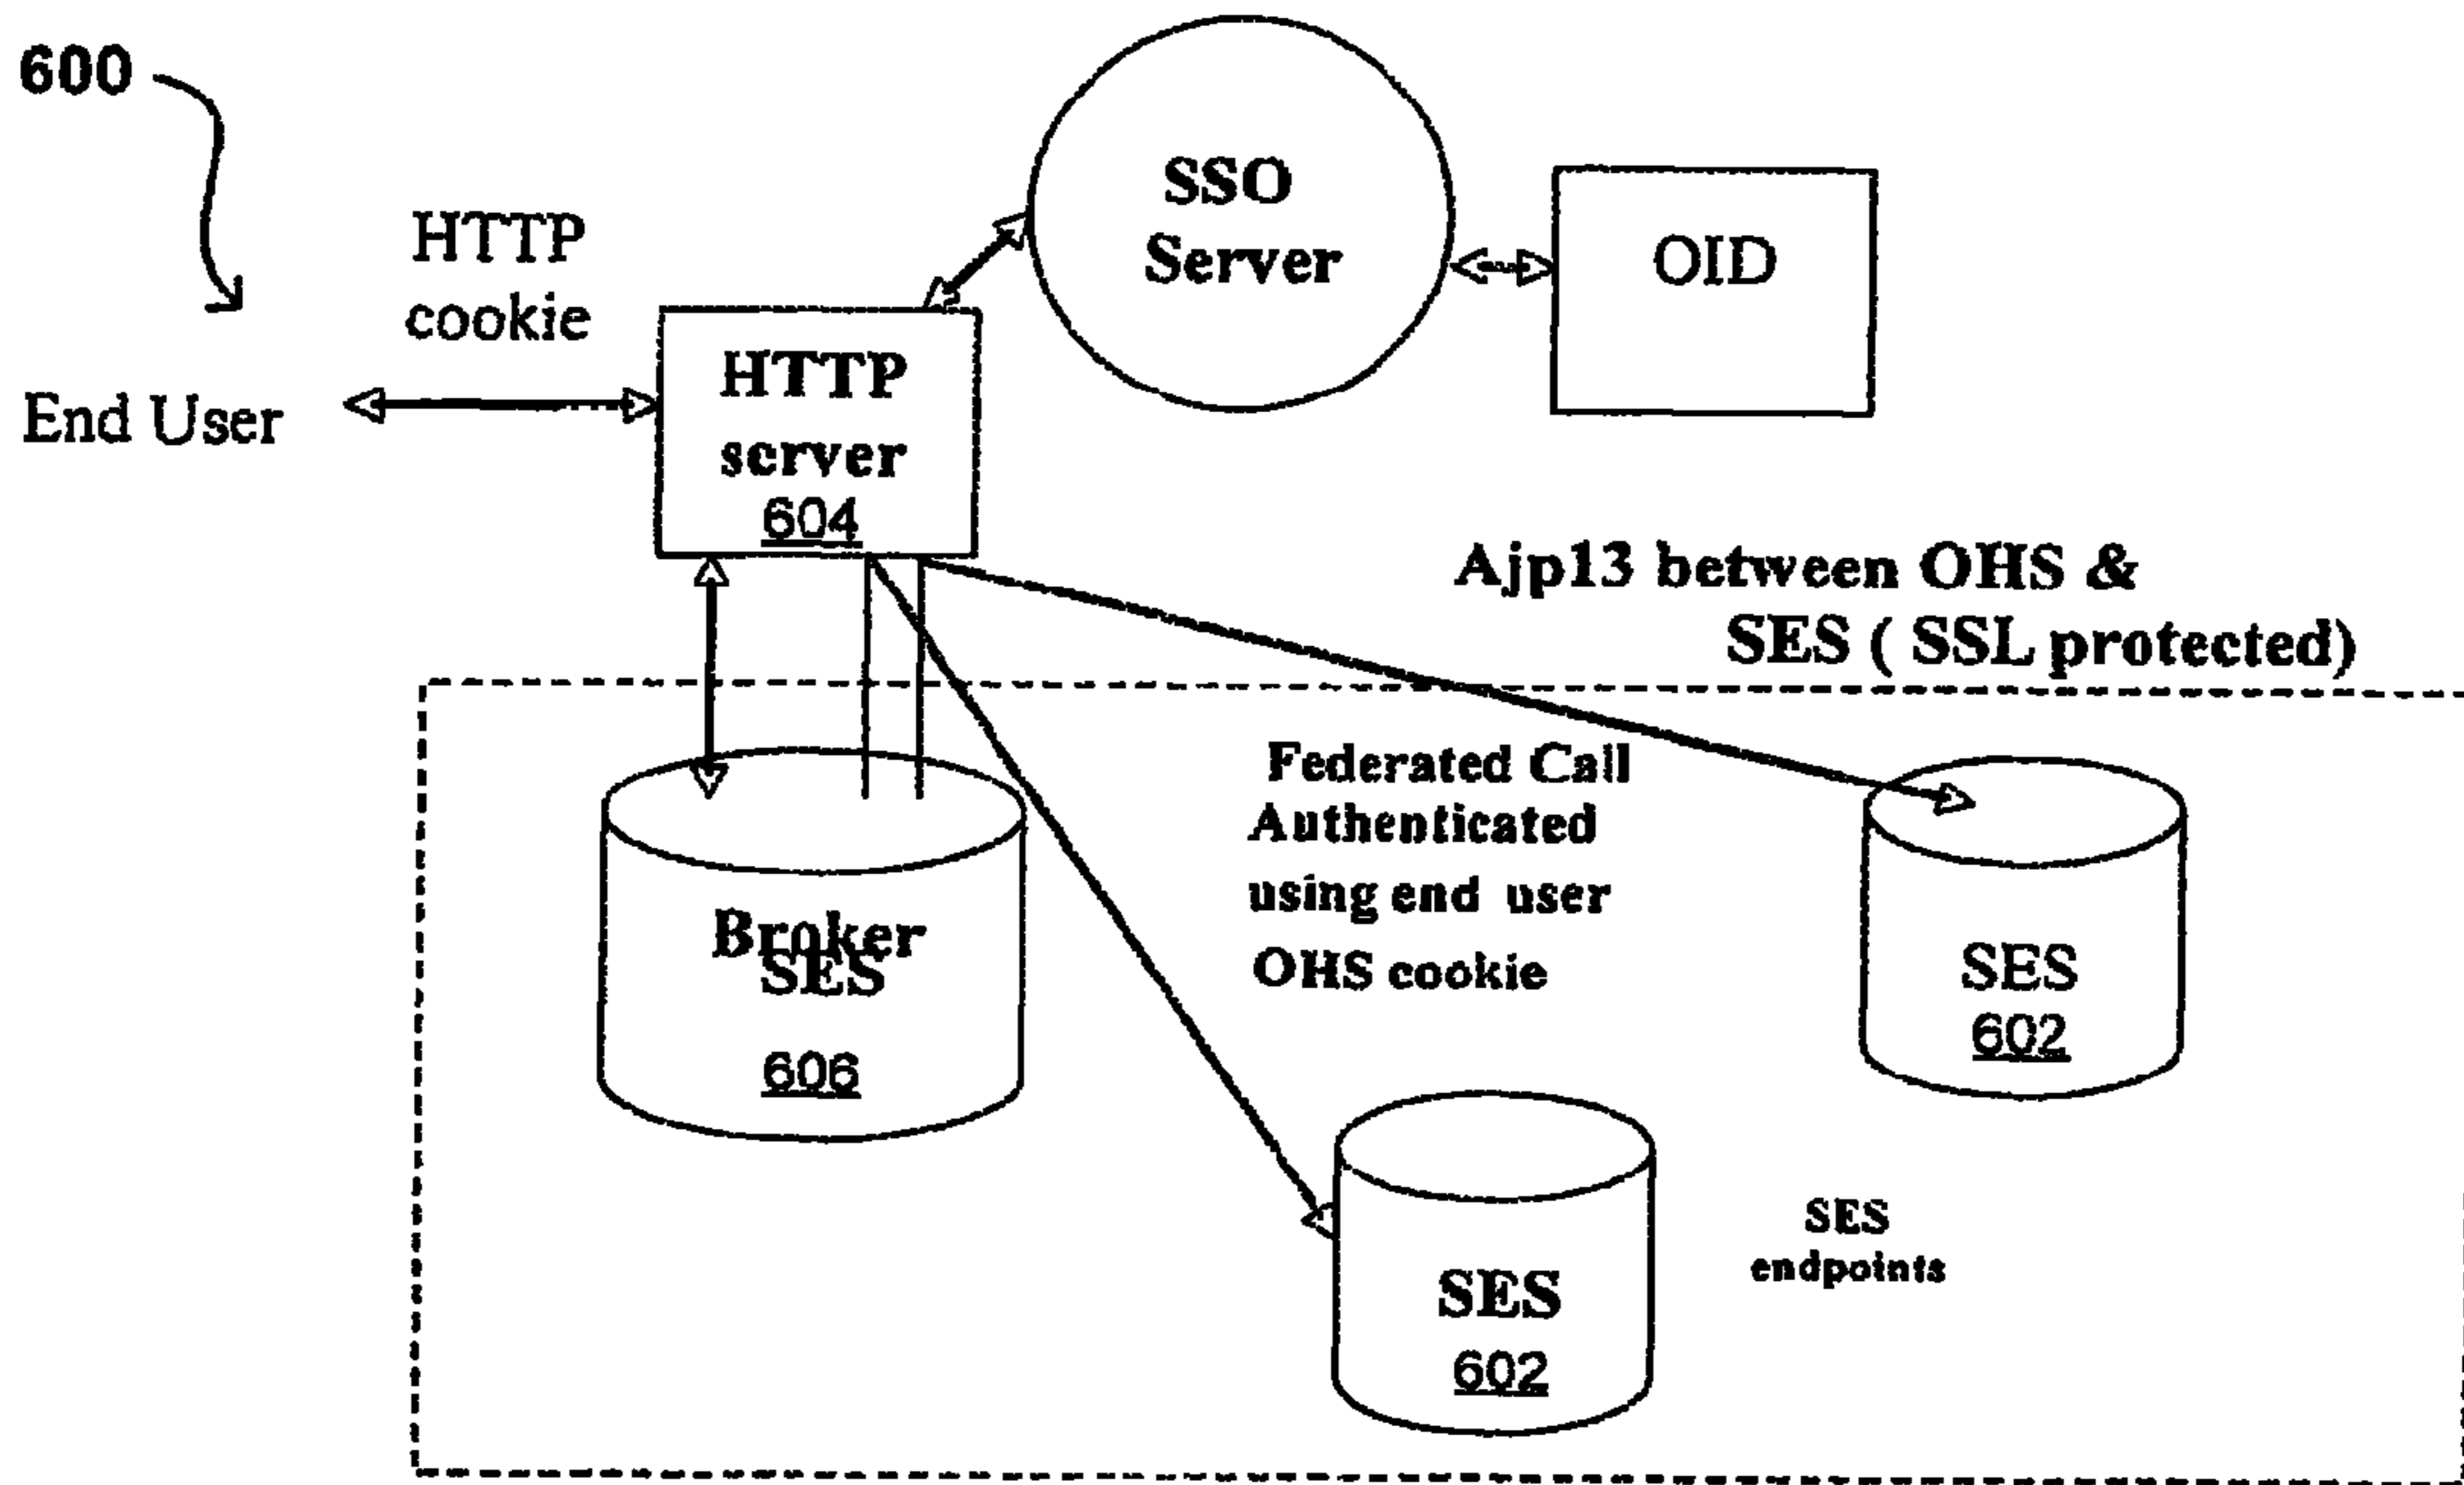 600
HTTP
cookie
End User
SSO
Server
OID
HTTP
server
604
Ajp13 between OHS &
SES ( SSL protected)
Federated Call
Authenticated
using end user
OHS cookie
Broker
SES
606
SES
602
SES
602
SES
endpoints